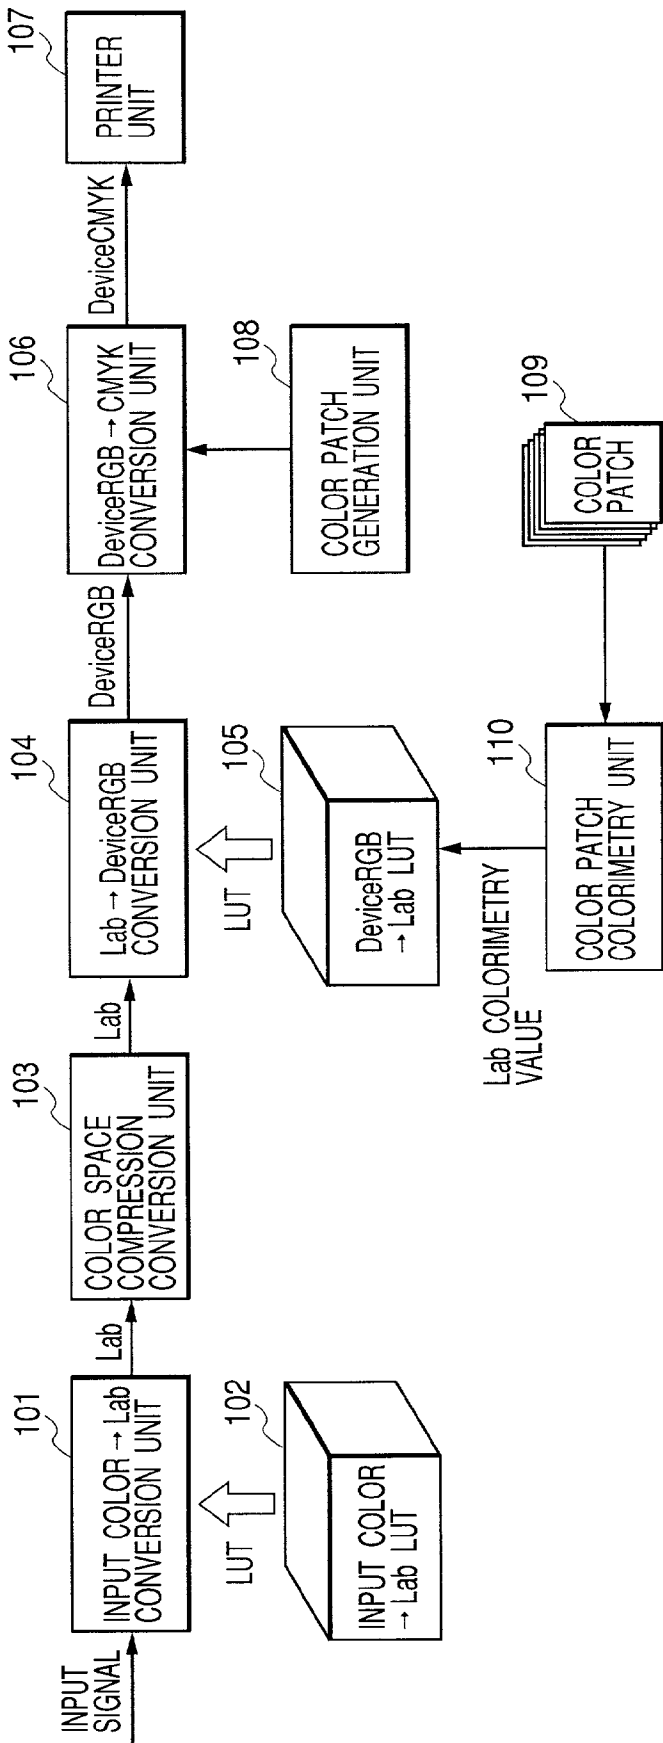 INPUT
SIGNAL
101
INPUT COLOR → Lab
CONVERSION UNIT
Lab
103
COLOR SPACE
COMPRESSION
CONVERSION UNIT
Lab
104
Lab → DeviceRGB
CONVERSION UNIT
DeviceRGB
106
DeviceRGB → CMYK
CONVERSION UNIT
DeviceCMYK
107
PRINTER
UNIT
LUT
102
INPUT COLOR
→ Lab LUT
LUT
105
DeviceRGB
→ Lab LUT
108
COLOR PATCH
GENERATION UNIT
Lab COLORIMETRY
VALUE
110
COLOR PATCH
COLORIMETRY UNIT
109
COLOR
PATCH